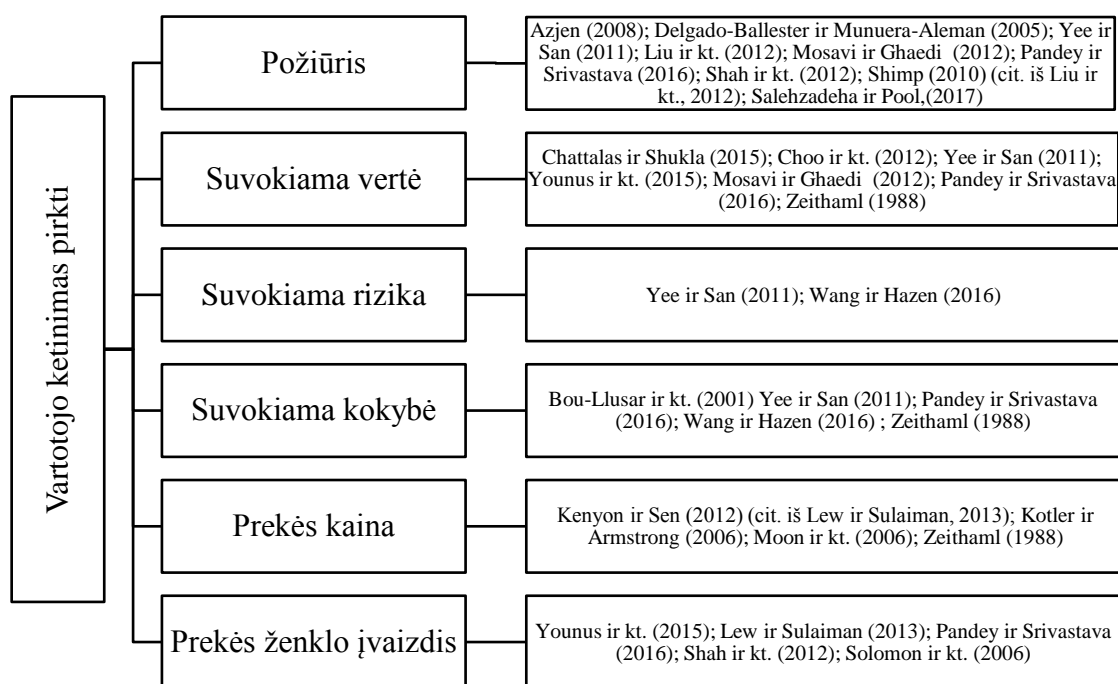 Vartotojo ketinimas pirkti
Požiūris
Azjen (2008); Delgado-Ballester ir Munuera-Aleman (2005); Yee ir
San (2011); Liu ir kt. (2012); Mosavi ir Ghaedi (2012); Pandey ir
Srivastava (2016); Shah ir kt. (2012); Shimp (2010) (cit. iš Liu ir
kt., 2012); Salehzadeha ir Pool,(2017)
Suvokiama vertė
Chattalas ir Shukla (2015); Choo ir kt. (2012); Yee ir San (2011);
Younus ir kt. (2015); Mosavi ir Ghaedi (2012); Pandey ir Srivastava
(2016); Zeithaml (1988)
Suvokiama rizika
Yee ir San (2011); Wang ir Hazen (2016)
Suvokiama kokybė
Bou-Llusar ir kt. (2001) Yee ir San (2011); Pandey ir Srivastava
(2016); Wang ir Hazen (2016) ; Zeithaml (1988)
Prekės kaina
Kenyon ir Sen (2012) (cit. iš Lew ir Sulaiman, 2013); Kotler ir
Armstrong (2006); Moon ir kt. (2006); Zeithaml (1988)
Prekės ženklo įvaizdis
Younus ir kt. (2015); Lew ir Sulaiman (2013); Pandey ir Srivastava
(2016); Shah ir kt. (2012); Solomon ir kt. (2006)